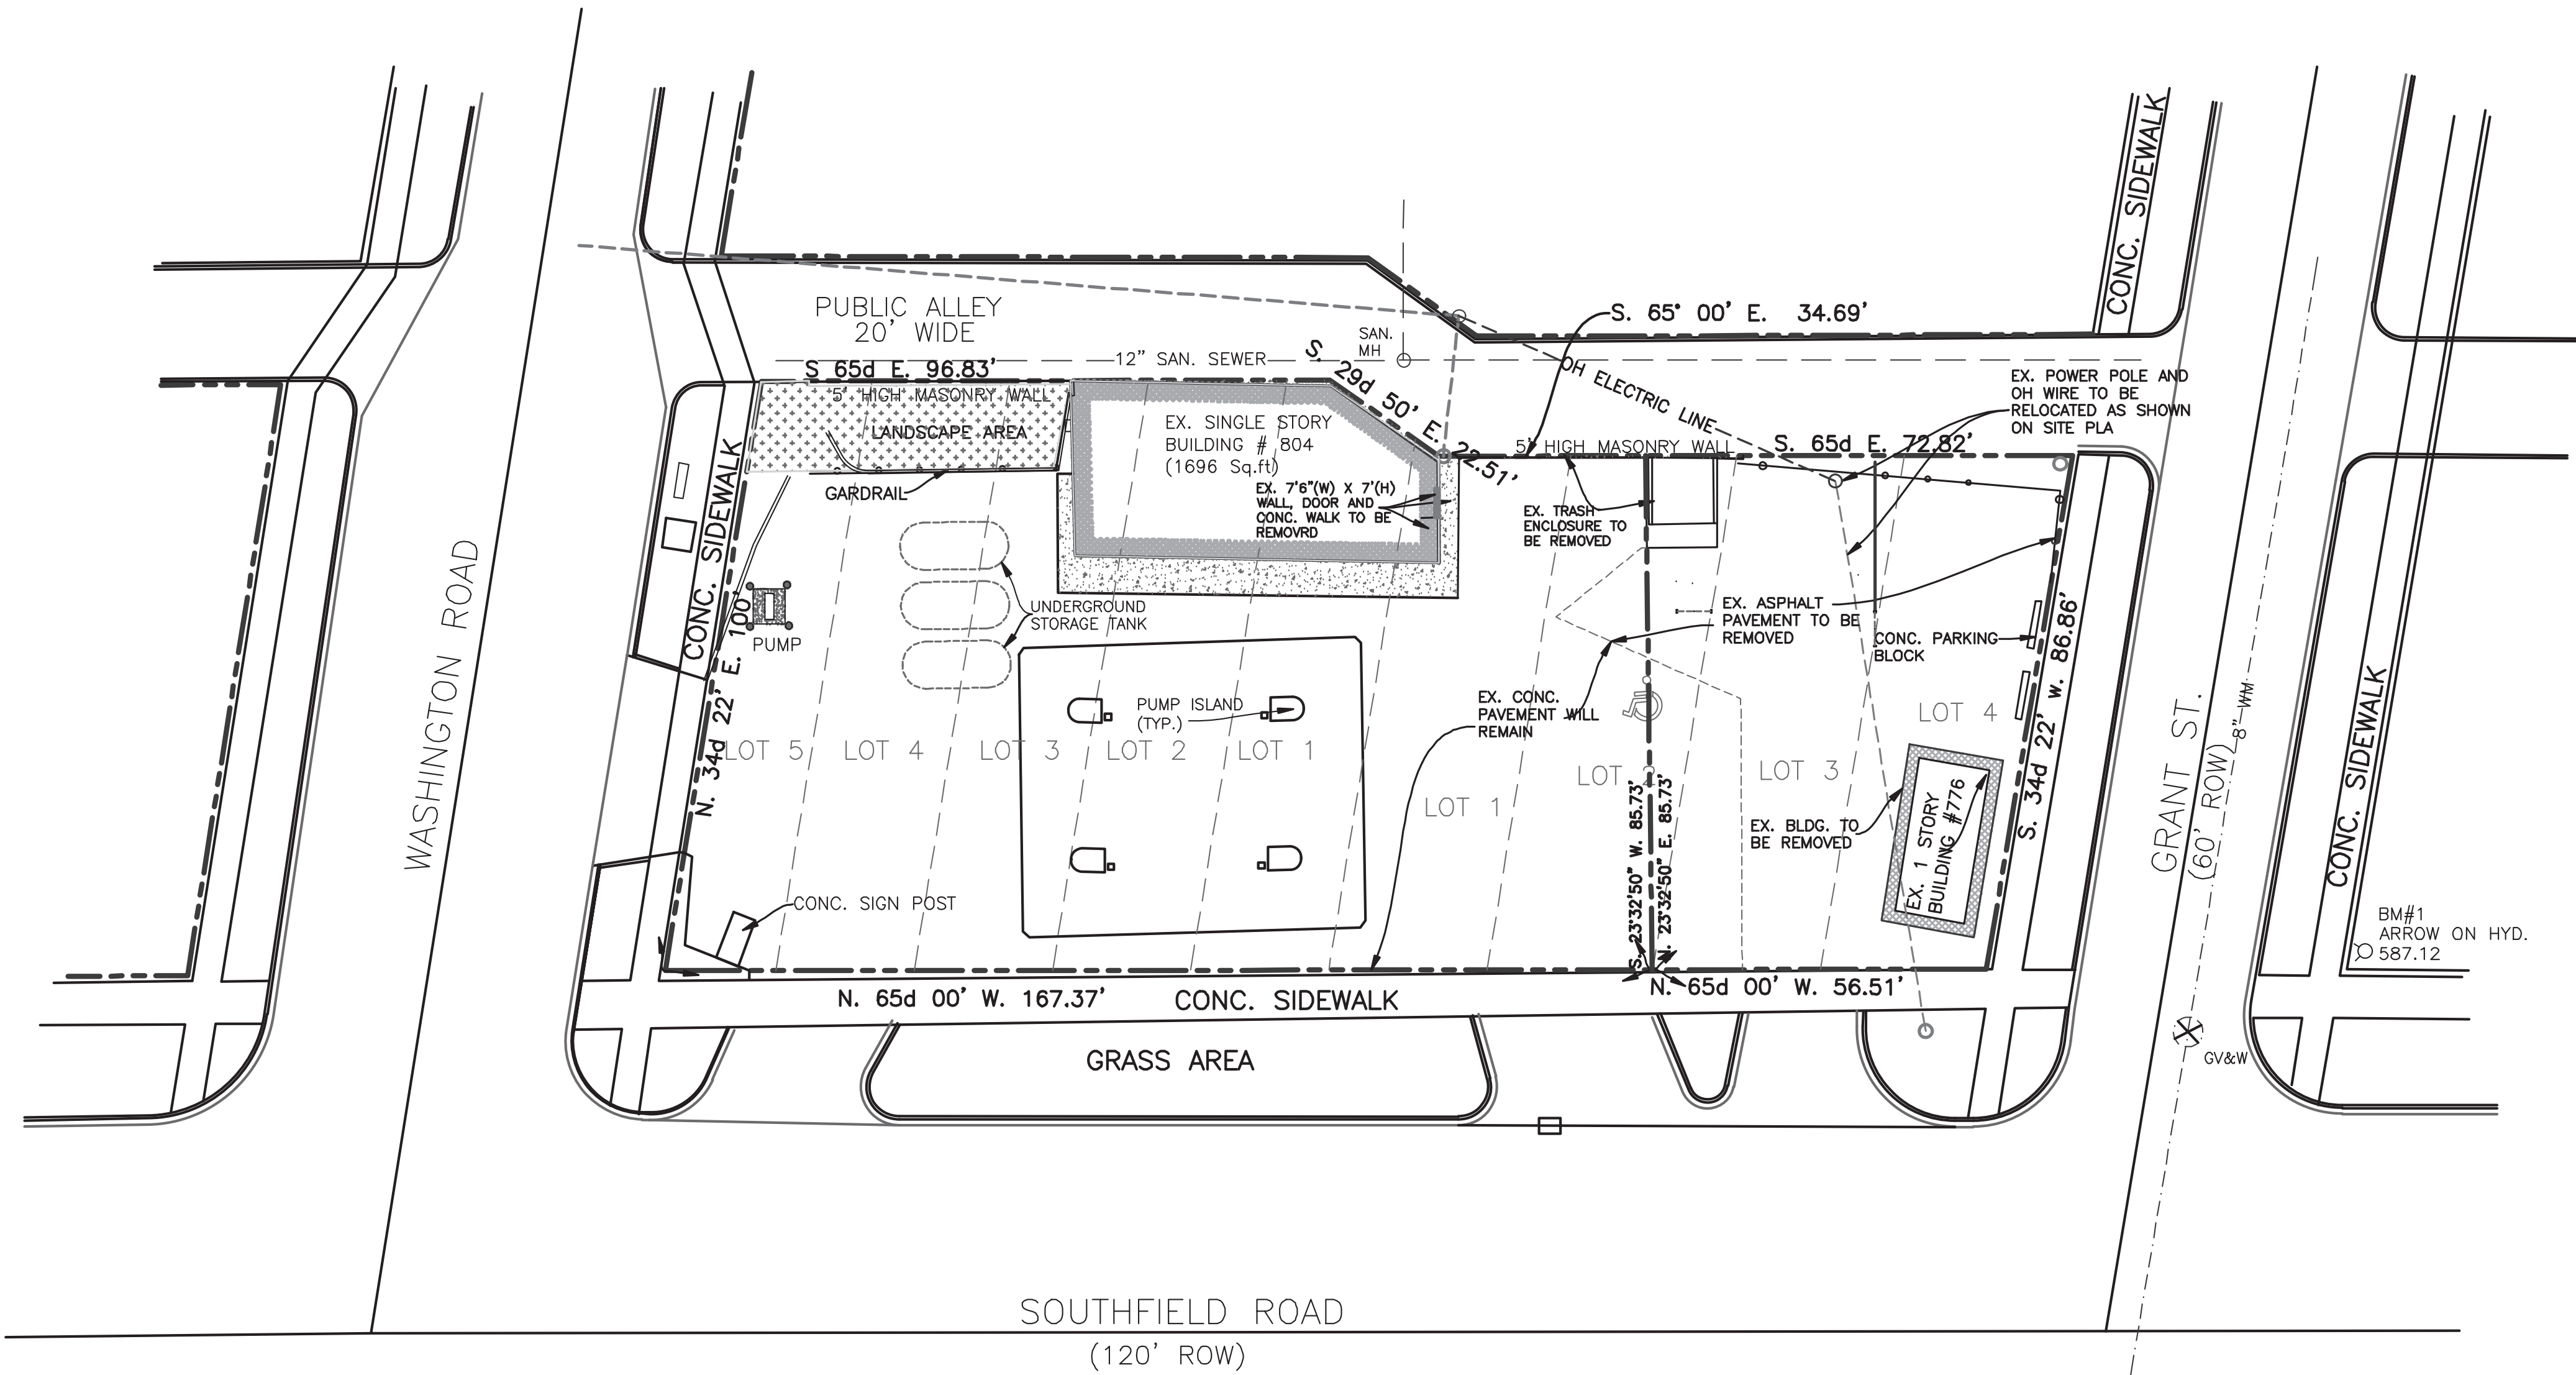 CONC. SIDEWALK
PUBLIC ALLEY
20' WIDE
S. 65° 00' E. 34.69'
SAN.
MH
12" SAN. SEWER
S 65d E. 96.83'
S. 29d 50' E. 22.51'
OH ELECTRIC LINE
EX. POWER POLE AND
OH WIRE TO BE
RELOCATED AS SHOWN
ON SITE PLA
5' HIGH MASONRY WALL
LANDSCAPE AREA
EX. SINGLE STORY
BUILDING # 804
(1696 Sq.ft)
5' HIGH MASONRY WALL
S. 65d E. 72.82'
GARDRAIL
EX. 7'6"(W) X 7'(H)
WALL, DOOR AND
CONC. WALK TO BE
REMOVRD
EX. TRASH
ENCLOSURE TO
BE REMOVED
CONC. SIDEWALK
N. 34d 22' E. 100'
PUMP
UNDERGROUND
STORAGE TANK
EX. ASPHALT
PAVEMENT TO BE
REMOVED
CONC. PARKING
BLOCK
WASHINGTON ROAD
PUMP ISLAND
(TYP.)
EX. CONC.
PAVEMENT WILL
REMAIN
LOT 5
LOT 4
LOT 3
LOT 2
LOT 1
LOT 1
LOT 2
LOT 3
LOT 4
S. 34d 22' w. 86.86'
GRANT ST.
(60' ROW)
8" WM
CONC. SIDEWALK
S. 23°32'50" W. 85.73'
N. 23°32'50" E. 85.73'
EX. BLDG. TO
BE REMOVED
EX. 1 STORY
BUILDING #776
CONC. SIGN POST
BM#1
ARROW ON HYD.
587.12
N. 65d 00' W. 167.37'
CONC. SIDEWALK
N. 65d 00' W. 56.51'
GRASS AREA
GV&W
SOUTHFIELD ROAD
(120' ROW)